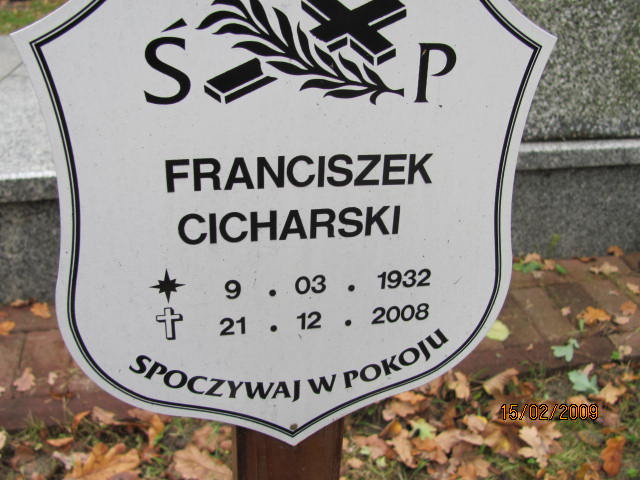 Ś P
FRANCISZEK
CICHARSKI
9 . 03 . 1932
21 . 12 . 2008
SPOCZYWAJ W POKOJU
15/02/2009